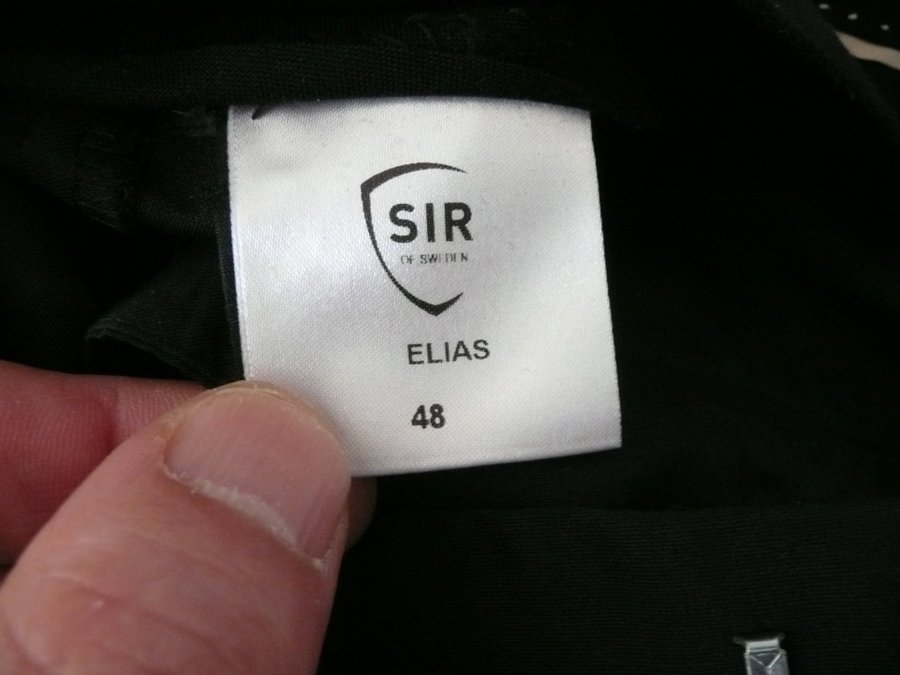 SIR
OF SWEDEN
ELIAS
48